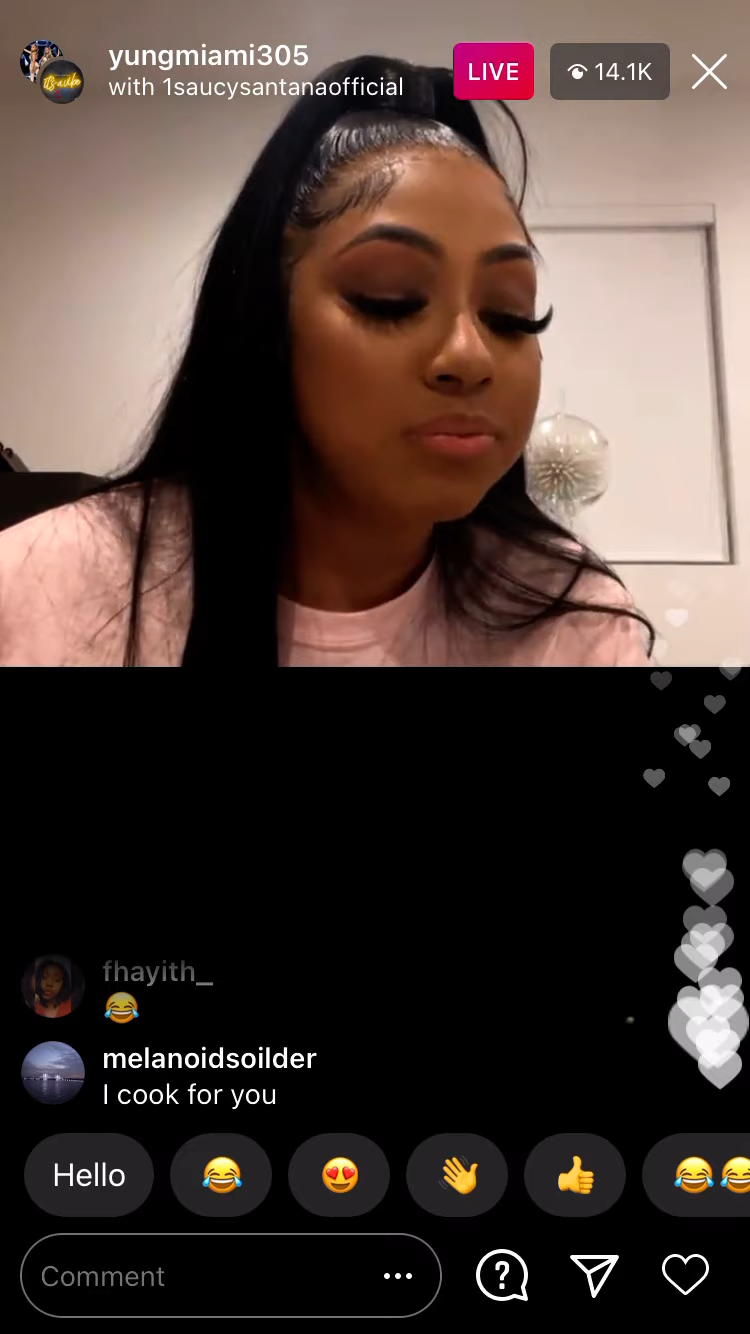 yungmiami305
with 1saucysantanaofficial
LIVE
14.1K
fhayith_
😂
melanoidsoilder
I cook for you
Hello
😂
😍
👋
👍
😂😂
Comment